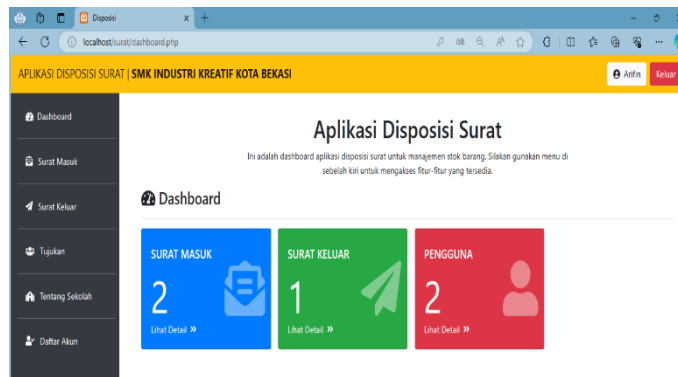 Disposisi
localhost/surat/dashboard.php
APLIKASI DISPOSISI SURAT | SMK INDUSTRI KREATIF KOTA BEKASI
Arifin
Keluar
Dashboard
Surat Masuk
Surat Keluar
Tujukan
Tentang Sekolah
Daftar Akun
Aplikasi Disposisi Surat
Ini adalah dashboard aplikasi disposisi surat untuk manajemen stok barang. Silakan gunakan menu di
sebelah kiri untuk mengakses fitur-fitur yang tersedia.
Dashboard
SURAT MASUK
2
Lihat Detail »
SURAT KELUAR
1
Lihat Detail »
PENGGUNA
2
Lihat Detail »